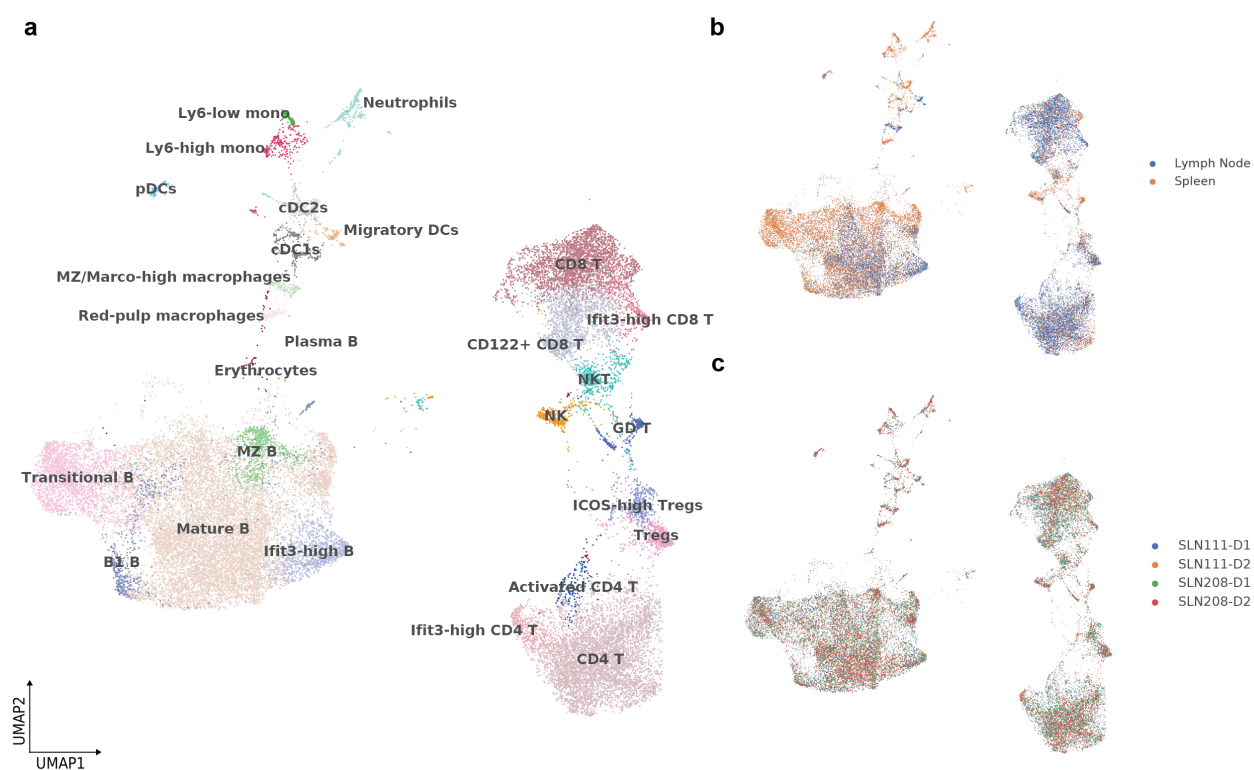 a
Neutrophils
Ly6-low mono
Ly6-high mono
pDCs
cDC2s
Migratory DCs
cDC1s
MZ/Marco-high macrophages
Red-pulp macrophages
Plasma B
Erythrocytes
CD8 T
Ifit3-high CD8 T
CD122+ CD8 T
NKT
NK
GD T
MZ B
Transitional B
Mature B
Ifit3-high B
B1 B
ICOS-high Tregs
Tregs
Activated CD4 T
Ifit3-high CD4 T
CD4 T
UMAP2
UMAP1
b
Lymph Node
Spleen
c
SLN111-D1
SLN111-D2
SLN208-D1
SLN208-D2